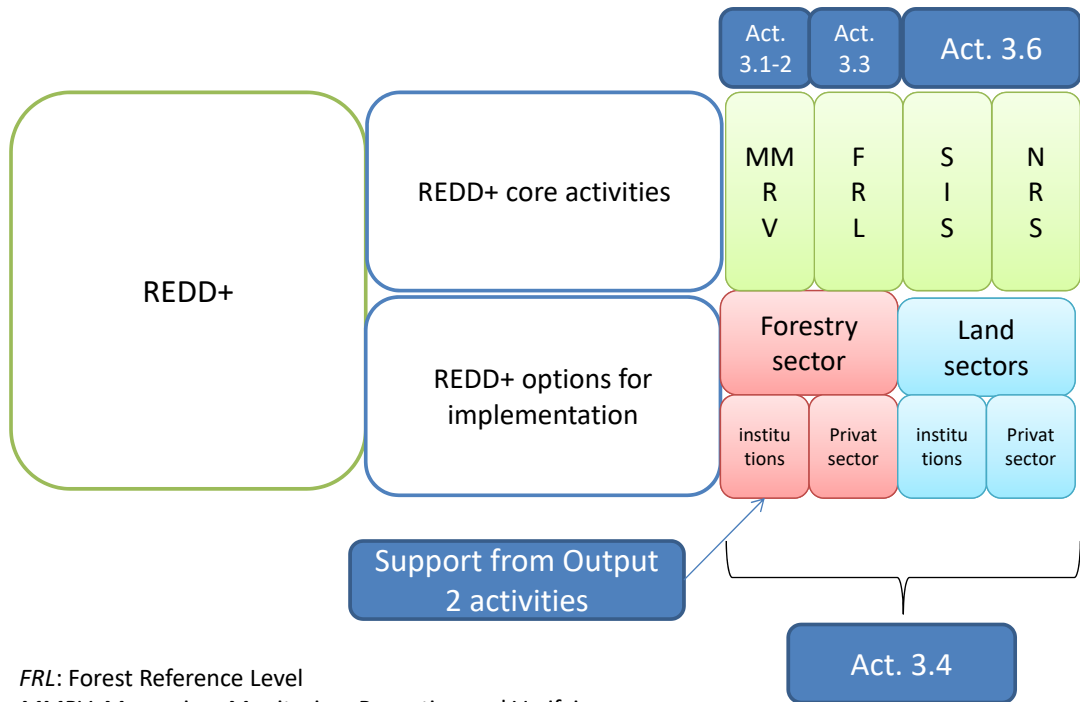 Act.
3.1-2
Act.
3.3
Act. 3.6
REDD+
REDD+ core activities
MM
R
V
F
R
L
S
I
S
N
R
S
REDD+ options for
implementation
Forestry
sector
Land
sectors
institu
tions
Privat
sector
institu
tions
Privat
sector
Support from Output
2 activities
Act. 3.4
FRL: Forest Reference Level